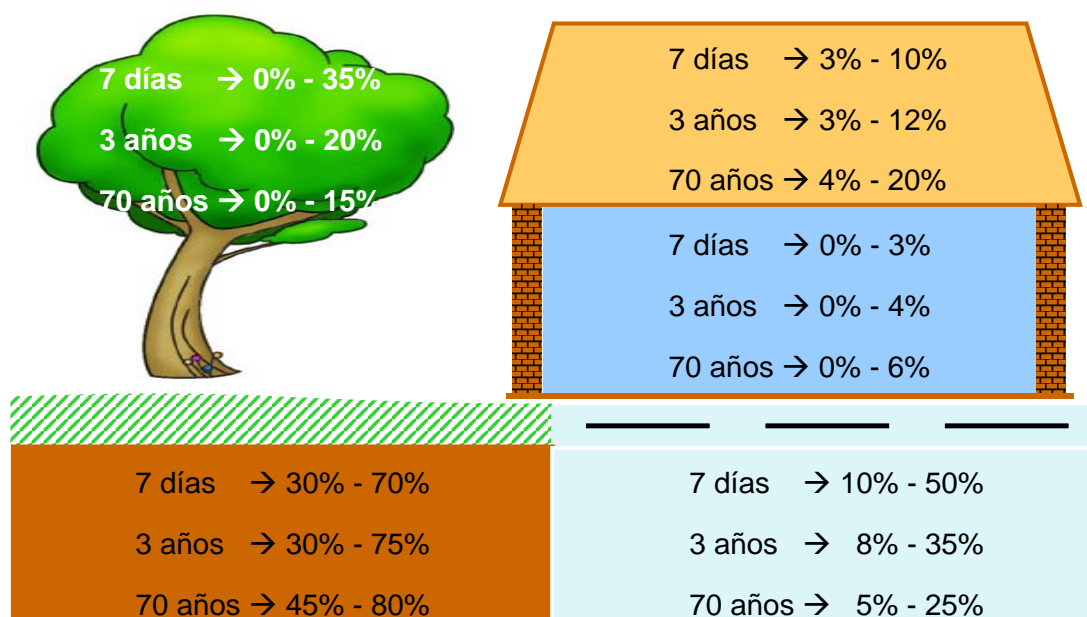 7 días → 0% - 35%
3 años → 0% - 20%
70 años → 0% - 15%
7 días → 3% - 10%
3 años → 3% - 12%
70 años → 4% - 20%
7 días → 0% - 3%
3 años → 0% - 4%
70 años → 0% - 6%
7 días → 30% - 70%
3 años → 30% - 75%
70 años → 45% - 80%
7 días → 10% - 50%
3 años → 8% - 35%
70 años → 5% - 25%